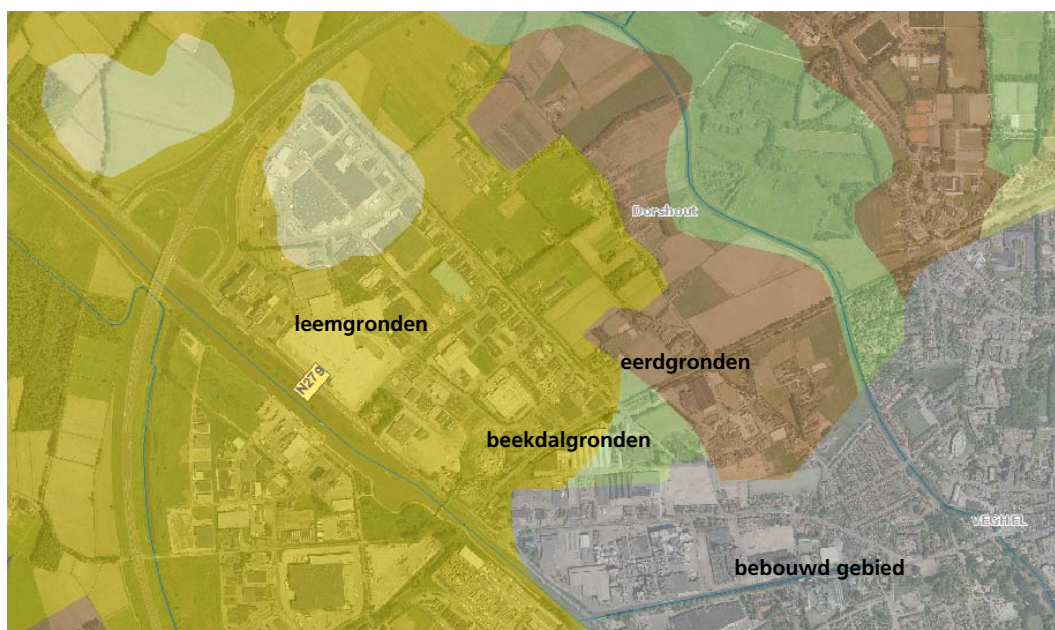 Dorshout
leemgronden
eerdgronden
N279
beekdalgronden
VEGHEL
bebouwd gebied